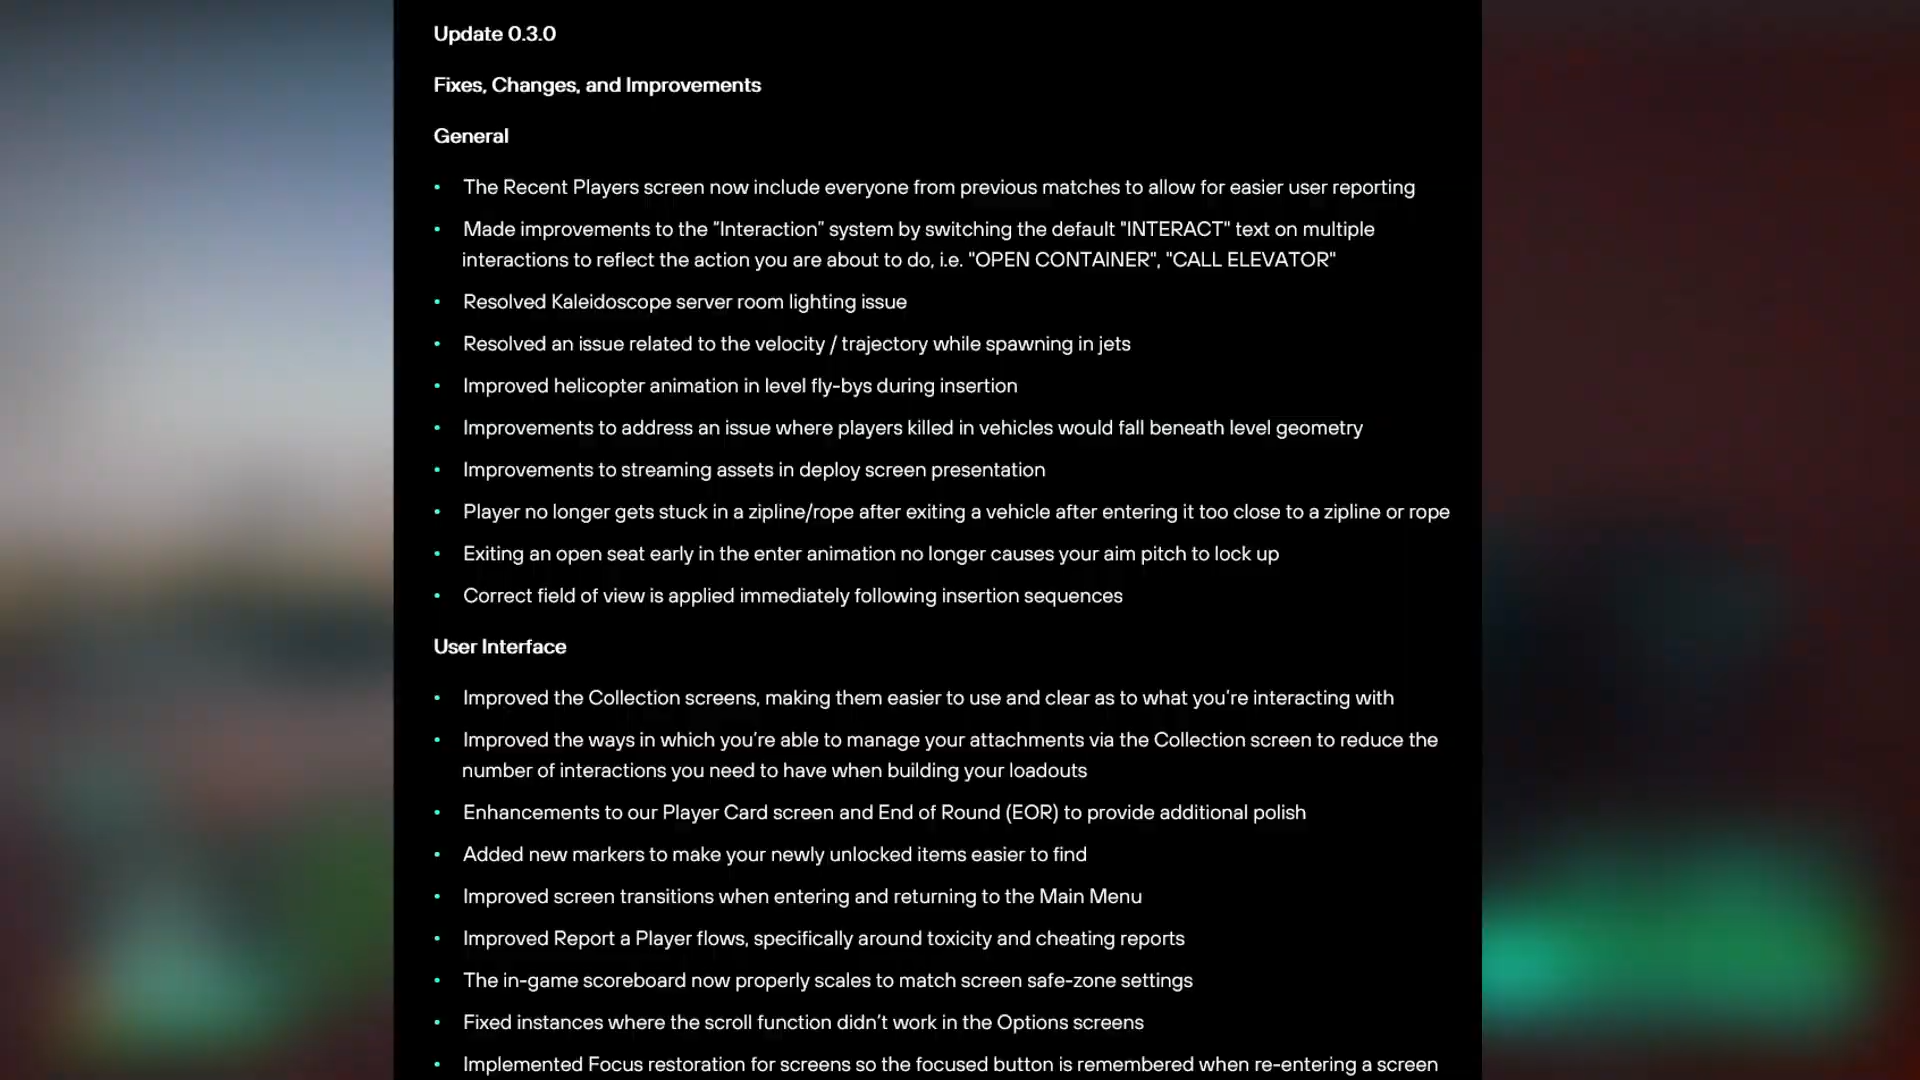 Update 0.3.0
Fixes, Changes, and Improvements
General
• The Recent Players screen now include everyone from previous matches to allow for easier user reporting
• Made improvements to the “Interaction” system by switching the default "INTERACT" text on multiple
interactions to reflect the action you are about to do, i.e. "OPEN CONTAINER", "CALL ELEVATOR"
• Resolved Kaleidoscope server room lighting issue
• Resolved an issue related to the velocity / trajectory while spawning in jets
• Improved helicopter animation in level fly-bys during insertion
• Improvements to address an issue where players killed in vehicles would fall beneath level geometry
• Improvements to streaming assets in deploy screen presentation
• Player no longer gets stuck in a zipline/rope after exiting a vehicle after entering it too close to a zipline or rope
• Exiting an open seat early in the enter animation no longer causes your aim pitch to lock up
• Correct field of view is applied immediately following insertion sequences
User Interface
• Improved the Collection screens, making them easier to use and clear as to what you’re interacting with
• Improved the ways in which you’re able to manage your attachments via the Collection screen to reduce the
number of interactions you need to have when building your loadouts
• Enhancements to our Player Card screen and End of Round (EOR) to provide additional polish
• Added new markers to make your newly unlocked items easier to find
• Improved screen transitions when entering and returning to the Main Menu
• Improved Report a Player flows, specifically around toxicity and cheating reports
• The in-game scoreboard now properly scales to match screen safe-zone settings
• Fixed instances where the scroll function didn’t work in the Options screens
• Implemented Focus restoration for screens so the focused button is remembered when re-entering a screen